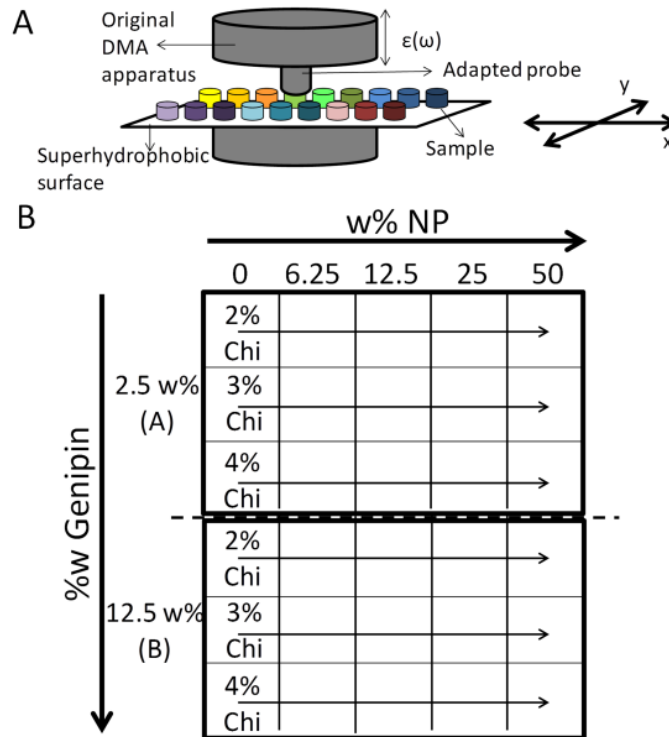 A
Original
DMA
apparatus
ε(ω)
Adapted probe
Superhydrophobic
surface
Sample
y
x
B
w% NP
0 6.25 12.5 25 50
%w Genipin
2.5 w%
(A)
2%
Chi
3%
Chi
4%
Chi
12.5 w%
(B)
2%
Chi
3%
Chi
4%
Chi